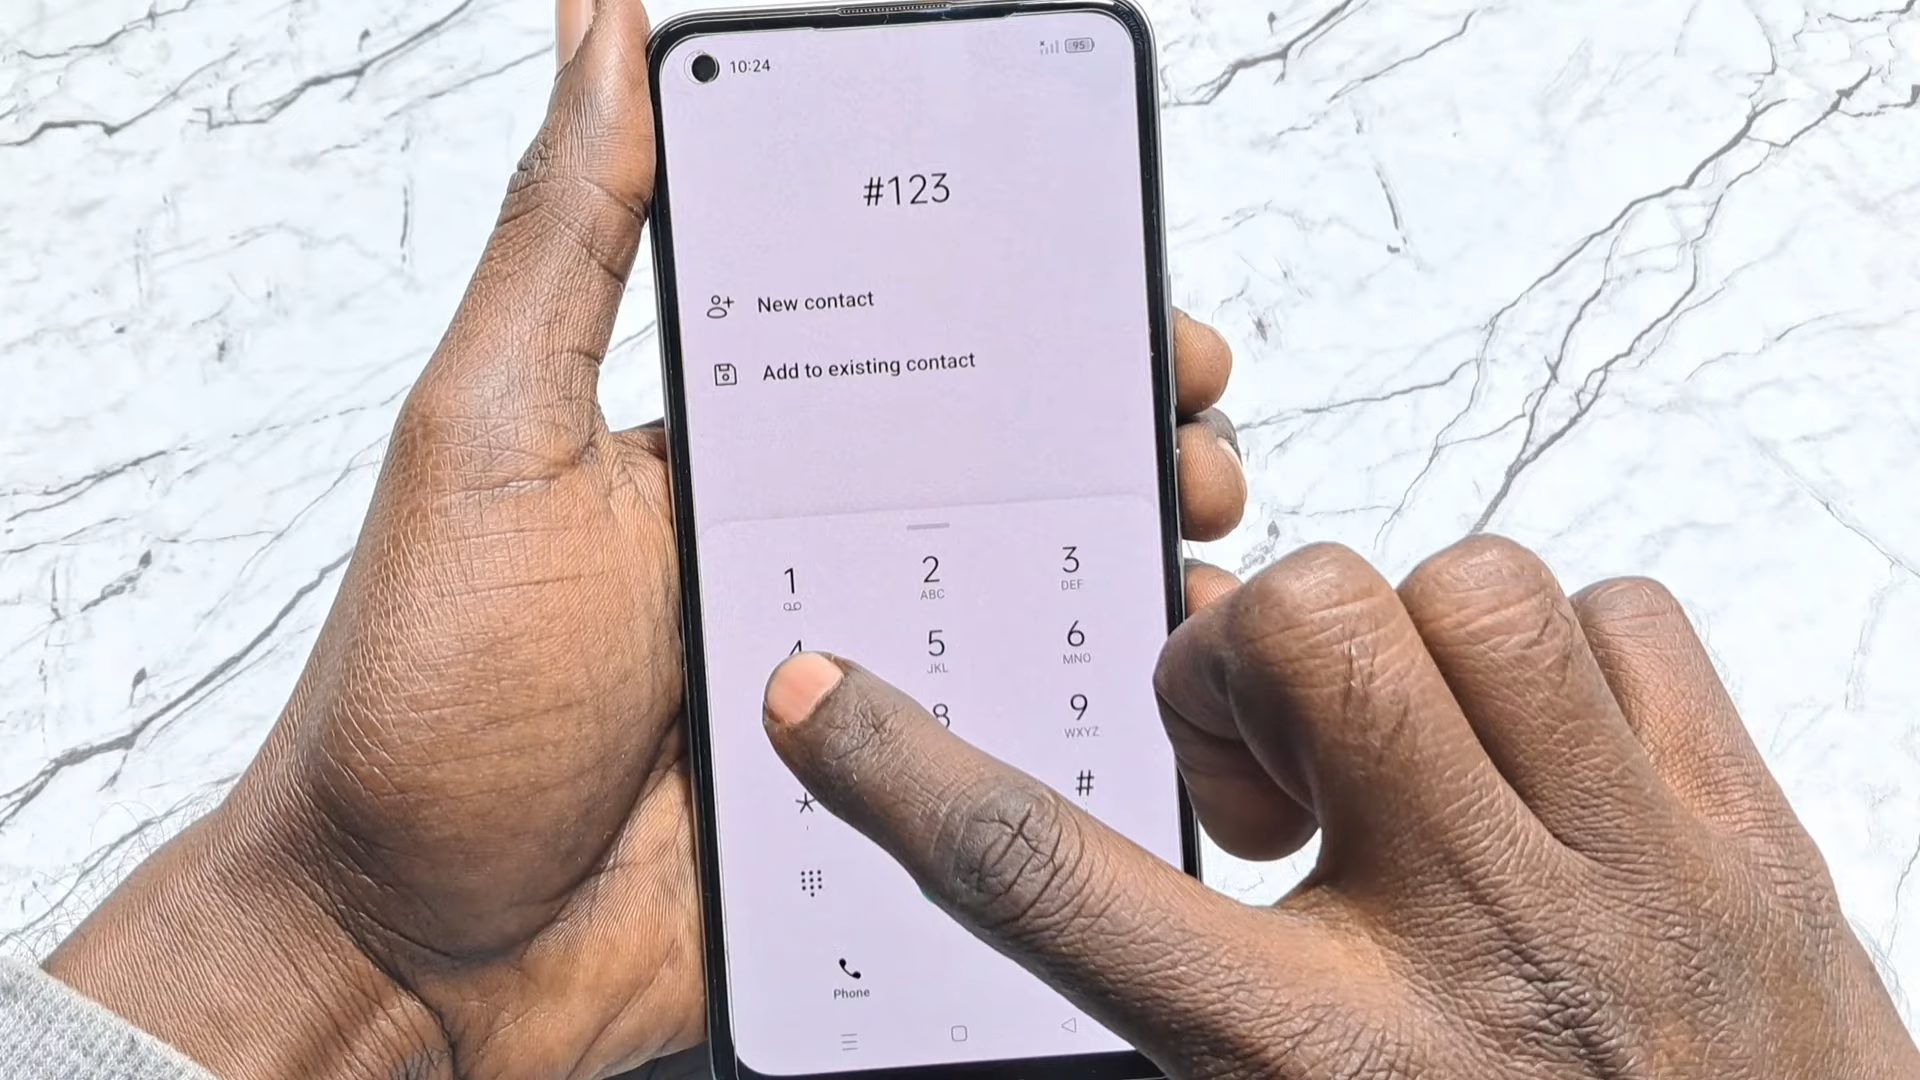 10:24
95
#123
New contact
Add to existing contact
1
2
ABC
3
DEF
4
5
JKL
6
MNO
8
9
WXYZ
*
#
Phone